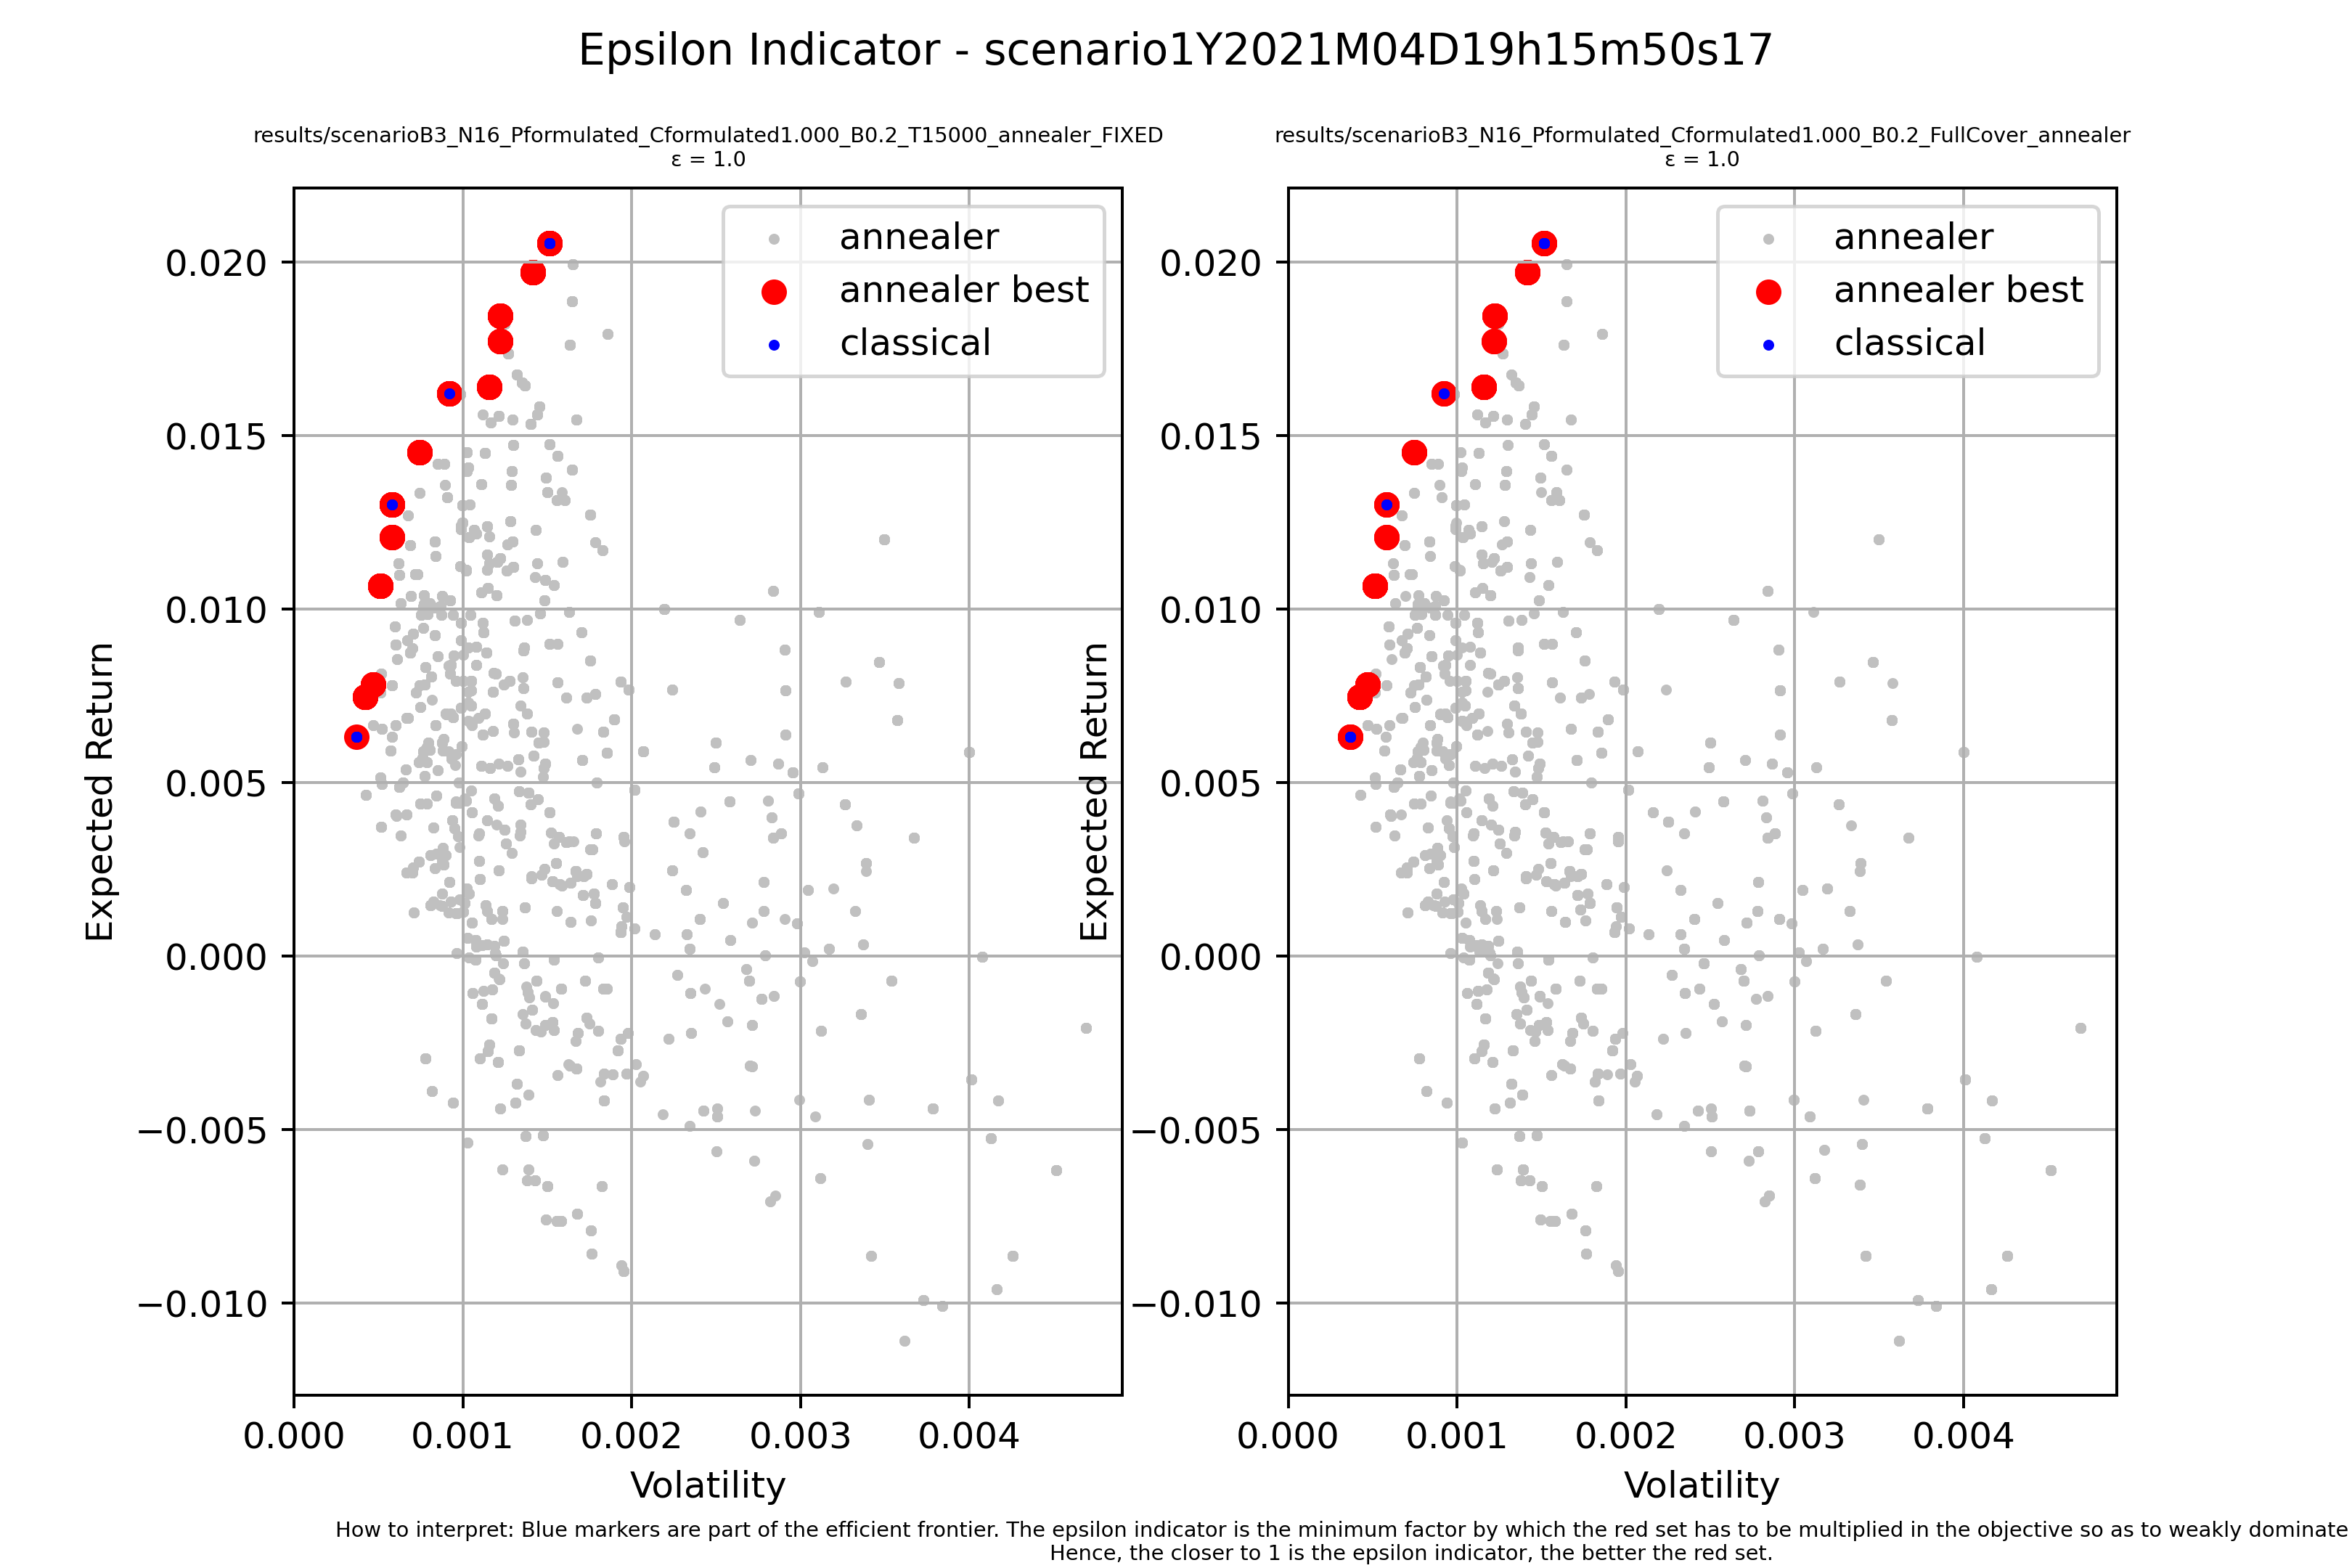 Epsilon Indicator - scenario1Y2021M04D19h15m50s17
results/scenarioB3_N16_Pformulated_Cformulated1.000_B0.2_T15000_annealer_FIXED
ε = 1.0
annealer
annealer best
classical
0.020
0.015
0.010
0.005
0.000
−0.005
−0.010
Expected Return
0.000
0.001
0.002
0.003
0.004
Volatility
results/scenarioB3_N16_Pformulated_Cformulated1.000_B0.2_FullCover_annealer
ε = 1.0
annealer
annealer best
classical
0.020
0.015
0.010
0.005
0.000
−0.005
−0.010
Expected Return
0.000
0.001
0.002
0.003
0.004
Volatility
How to interpret: Blue markers are part of the efficient frontier. The epsilon indicator is the minimum factor by which the red set has to be multiplied in the objective so as to weakly dominate
Hence, the closer to 1 is the epsilon indicator, the better the red set.